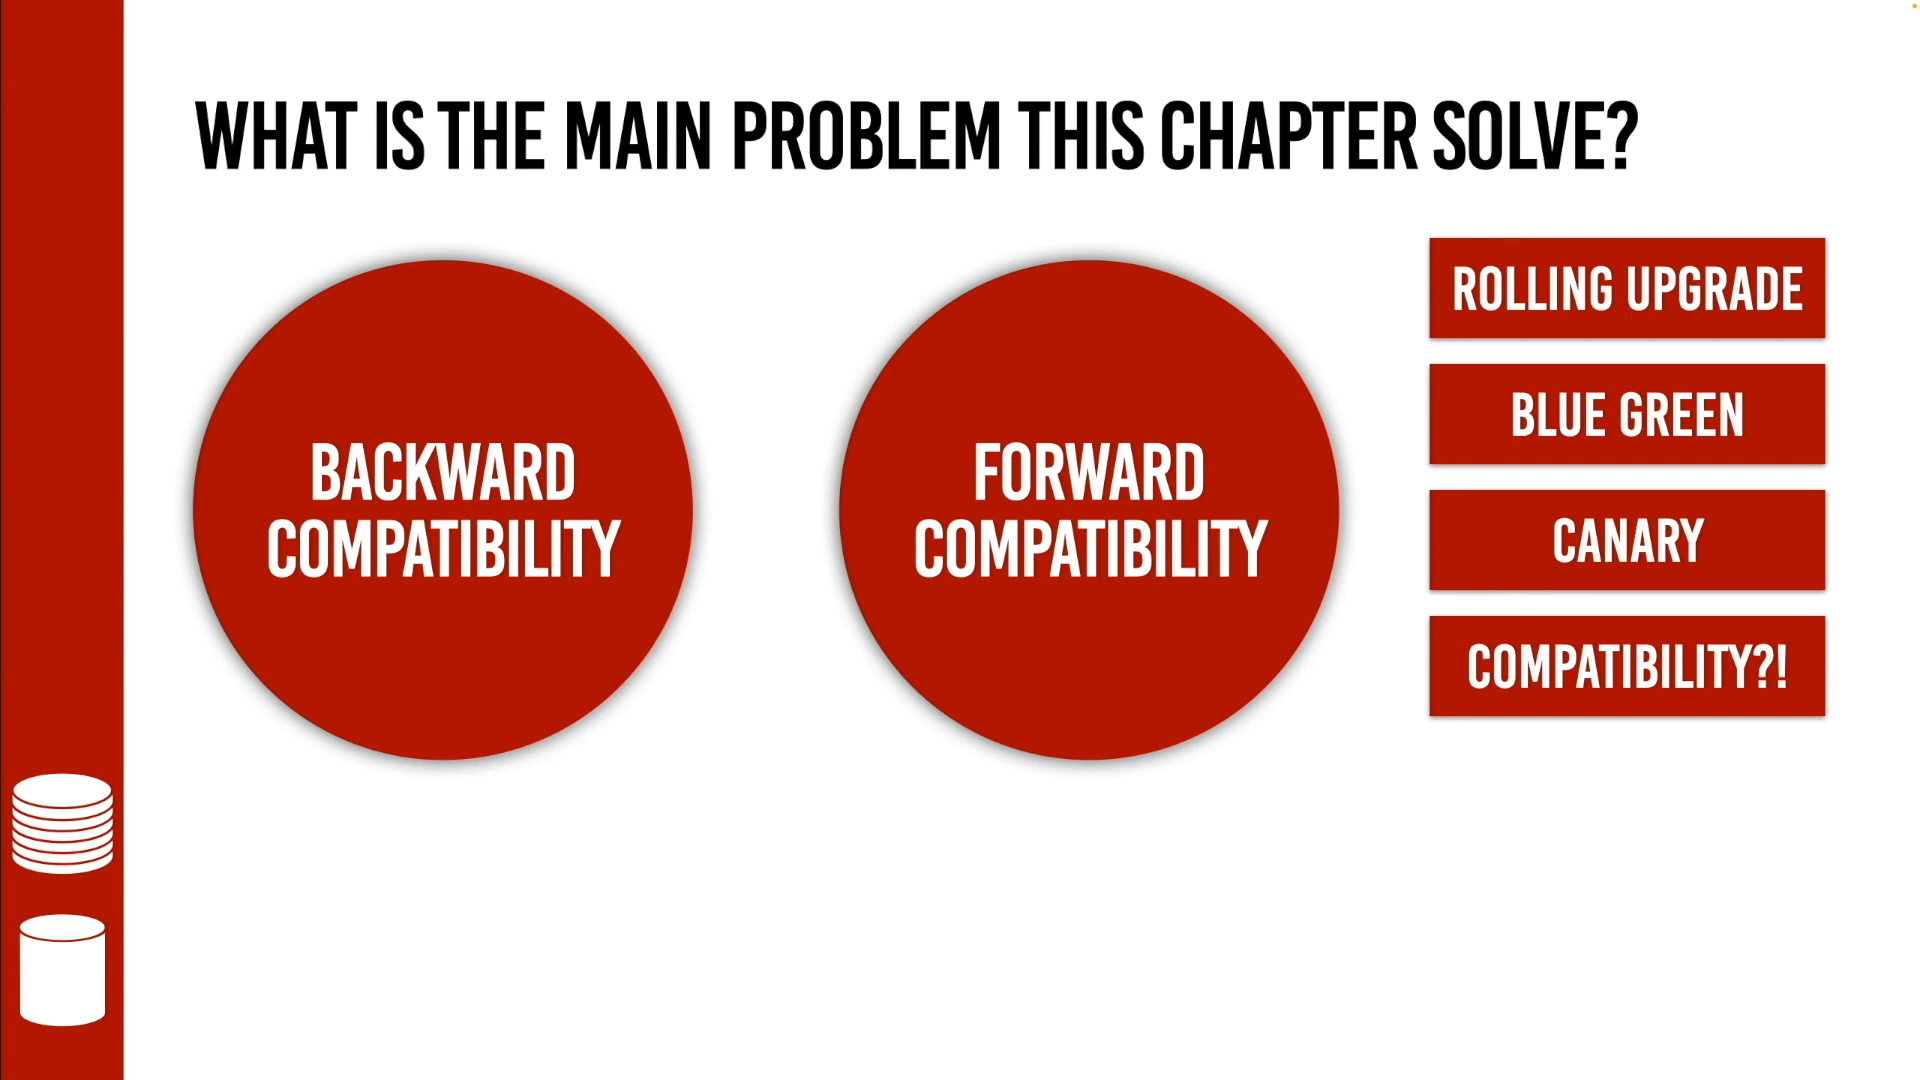 WHAT IS THE MAIN PROBLEM THIS CHAPTER SOLVE?
BACKWARD
COMPATIBILITY
FORWARD
COMPATIBILITY
ROLLING UPGRADE
BLUE GREEN
CANARY
COMPATIBILITY?!